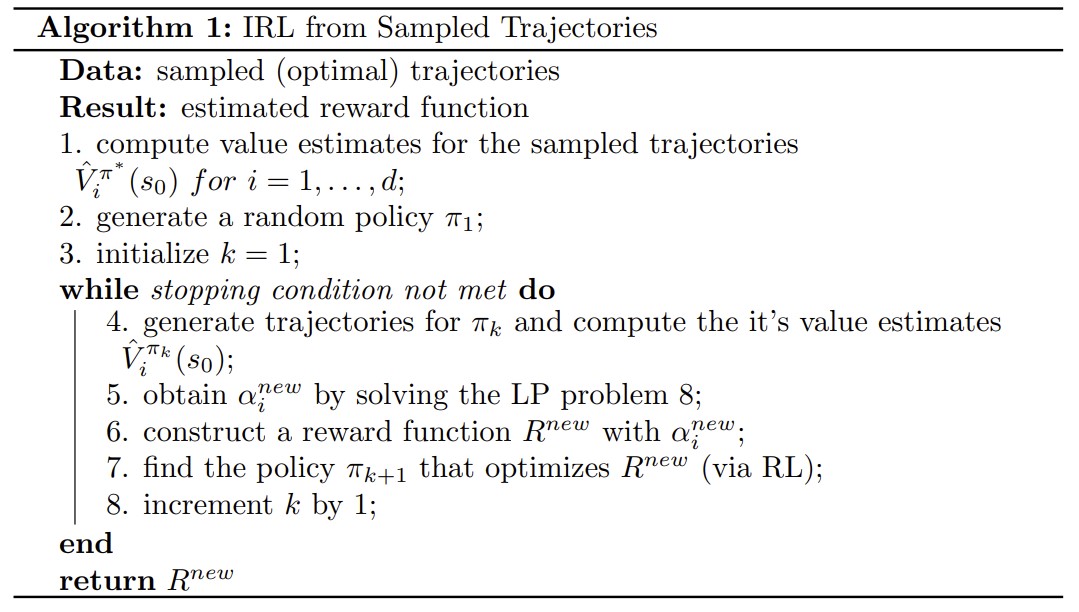 Algorithm 1: IRL from Sampled Trajectories
Data: sampled (optimal) trajectories
Result: estimated reward function
1. compute value estimates for the sampled trajectories
$\hat{V}_i^{\pi^*}(s_0)$ for $i = 1, \ldots, d$;
2. generate a random policy $\pi_1$;
3. initialize $k = 1$;
while stopping condition not met do
4. generate trajectories for $\pi_k$ and compute the it's value estimates
$\hat{V}_i^{\pi_k}(s_0)$;
5. obtain $\alpha_i^{new}$ by solving the LP problem 8;
6. construct a reward function $R^{new}$ with $\alpha_i^{new}$;
7. find the policy $\pi_{k+1}$ that optimizes $R^{new}$ (via RL);
8. increment $k$ by 1;
end
return $R^{new}$